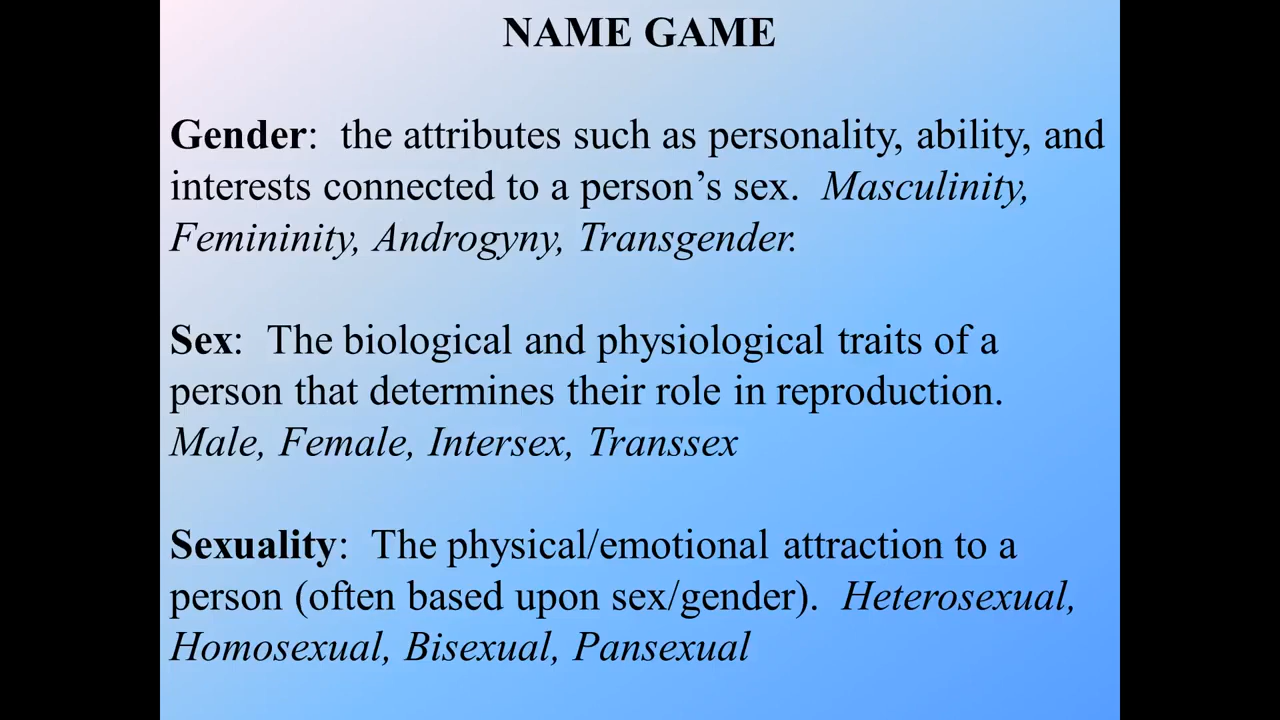 NAME GAME
Gender:  the attributes such as personality, ability, and
interests connected to a person’s sex.  Masculinity,
Femininity, Androgyny, Transgender.
Sex:  The biological and physiological traits of a
person that determines their role in reproduction.
Male, Female, Intersex, Transsex
Sexuality:  The physical/emotional attraction to a
person (often based upon sex/gender).  Heterosexual,
Homosexual, Bisexual, Pansexual